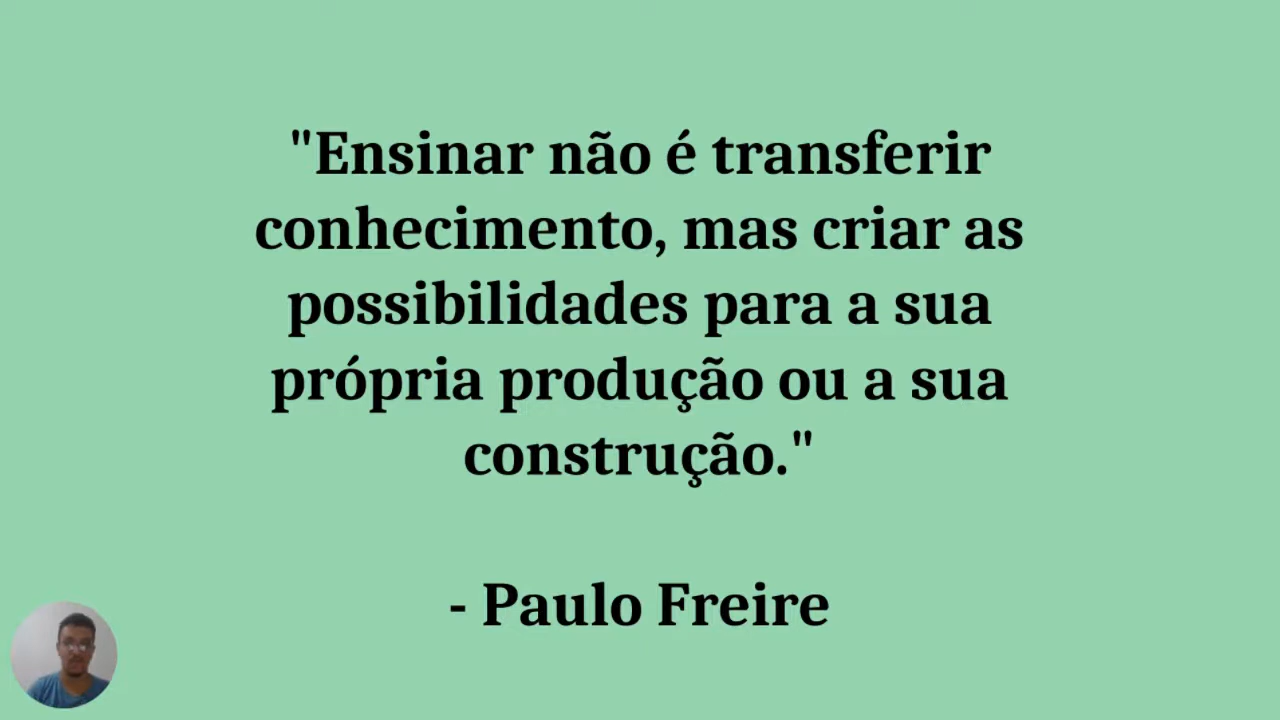 "Ensinar não é transferir
conhecimento, mas criar as
possibilidades para a sua
própria produção ou a sua
construção."
- Paulo Freire